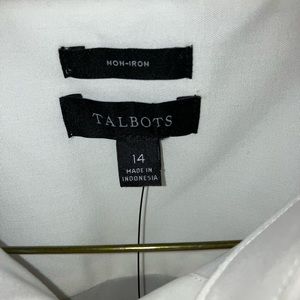 NON-IRON
TALBOTS
14
MADE IN
INDONESIA